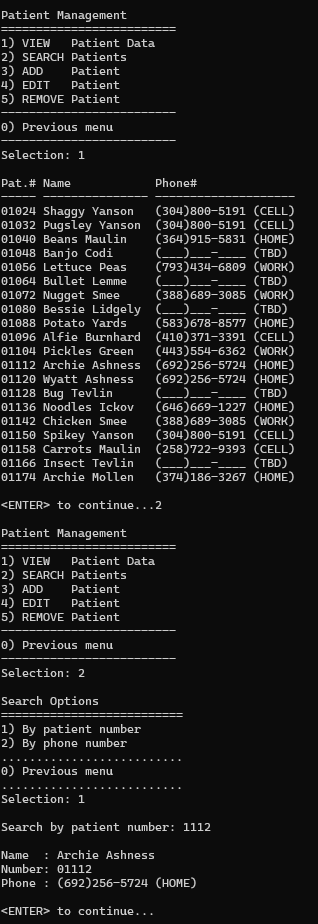 Patient Management
=========================
1) VIEW   Patient Data
2) SEARCH Patients
3) ADD    Patient
4) EDIT   Patient
5) REMOVE Patient
-------------------------
0) Previous menu
-------------------------
Selection: 1

Pat.# Name            Phone#
----- --------------- --------------------
01024 Shaggy Yanson   (304)800-5191 (CELL)
01032 Pugsley Yanson  (304)800-5191 (CELL)
01040 Beans Maulin    (364)915-5831 (HOME)
01048 Banjo Codi      (___)___-____ (TBD)
01056 Lettuce Peas    (793)434-6809 (WORK)
01064 Bullet Lemme    (___)___-____ (TBD)
01072 Nugget Smee     (388)689-3085 (WORK)
01080 Bessie Lidgely  (___)___-____ (TBD)
01088 Potato Yards    (583)678-8577 (HOME)
01096 Alfie Burnhard  (410)371-3391 (CELL)
01104 Pickles Green   (443)554-6362 (WORK)
01112 Archie Ashness  (692)256-5724 (HOME)
01120 Wyatt Ashness   (692)256-5724 (HOME)
01128 Bug Tevlin      (___)___-____ (TBD)
01136 Noodles Ickov   (646)669-1227 (HOME)
01142 Chicken Smee    (388)689-3085 (WORK)
01150 Spikey Yanson   (304)800-5191 (CELL)
01158 Carrots Maulin  (258)722-9393 (CELL)
01166 Insect Tevlin   (___)___-____ (TBD)
01174 Archie Mollen   (374)186-3267 (HOME)

<ENTER> to continue...2

Patient Management
=========================
1) VIEW   Patient Data
2) SEARCH Patients
3) ADD    Patient
4) EDIT   Patient
5) REMOVE Patient
-------------------------
0) Previous menu
-------------------------
Selection: 2

Search Options
==========================
1) By patient number
2) By phone number
..........................
0) Previous menu
..........................
Selection: 1

Search by patient number: 1112

Name  : Archie Ashness
Number: 01112
Phone : (692)256-5724 (HOME)

<ENTER> to continue...